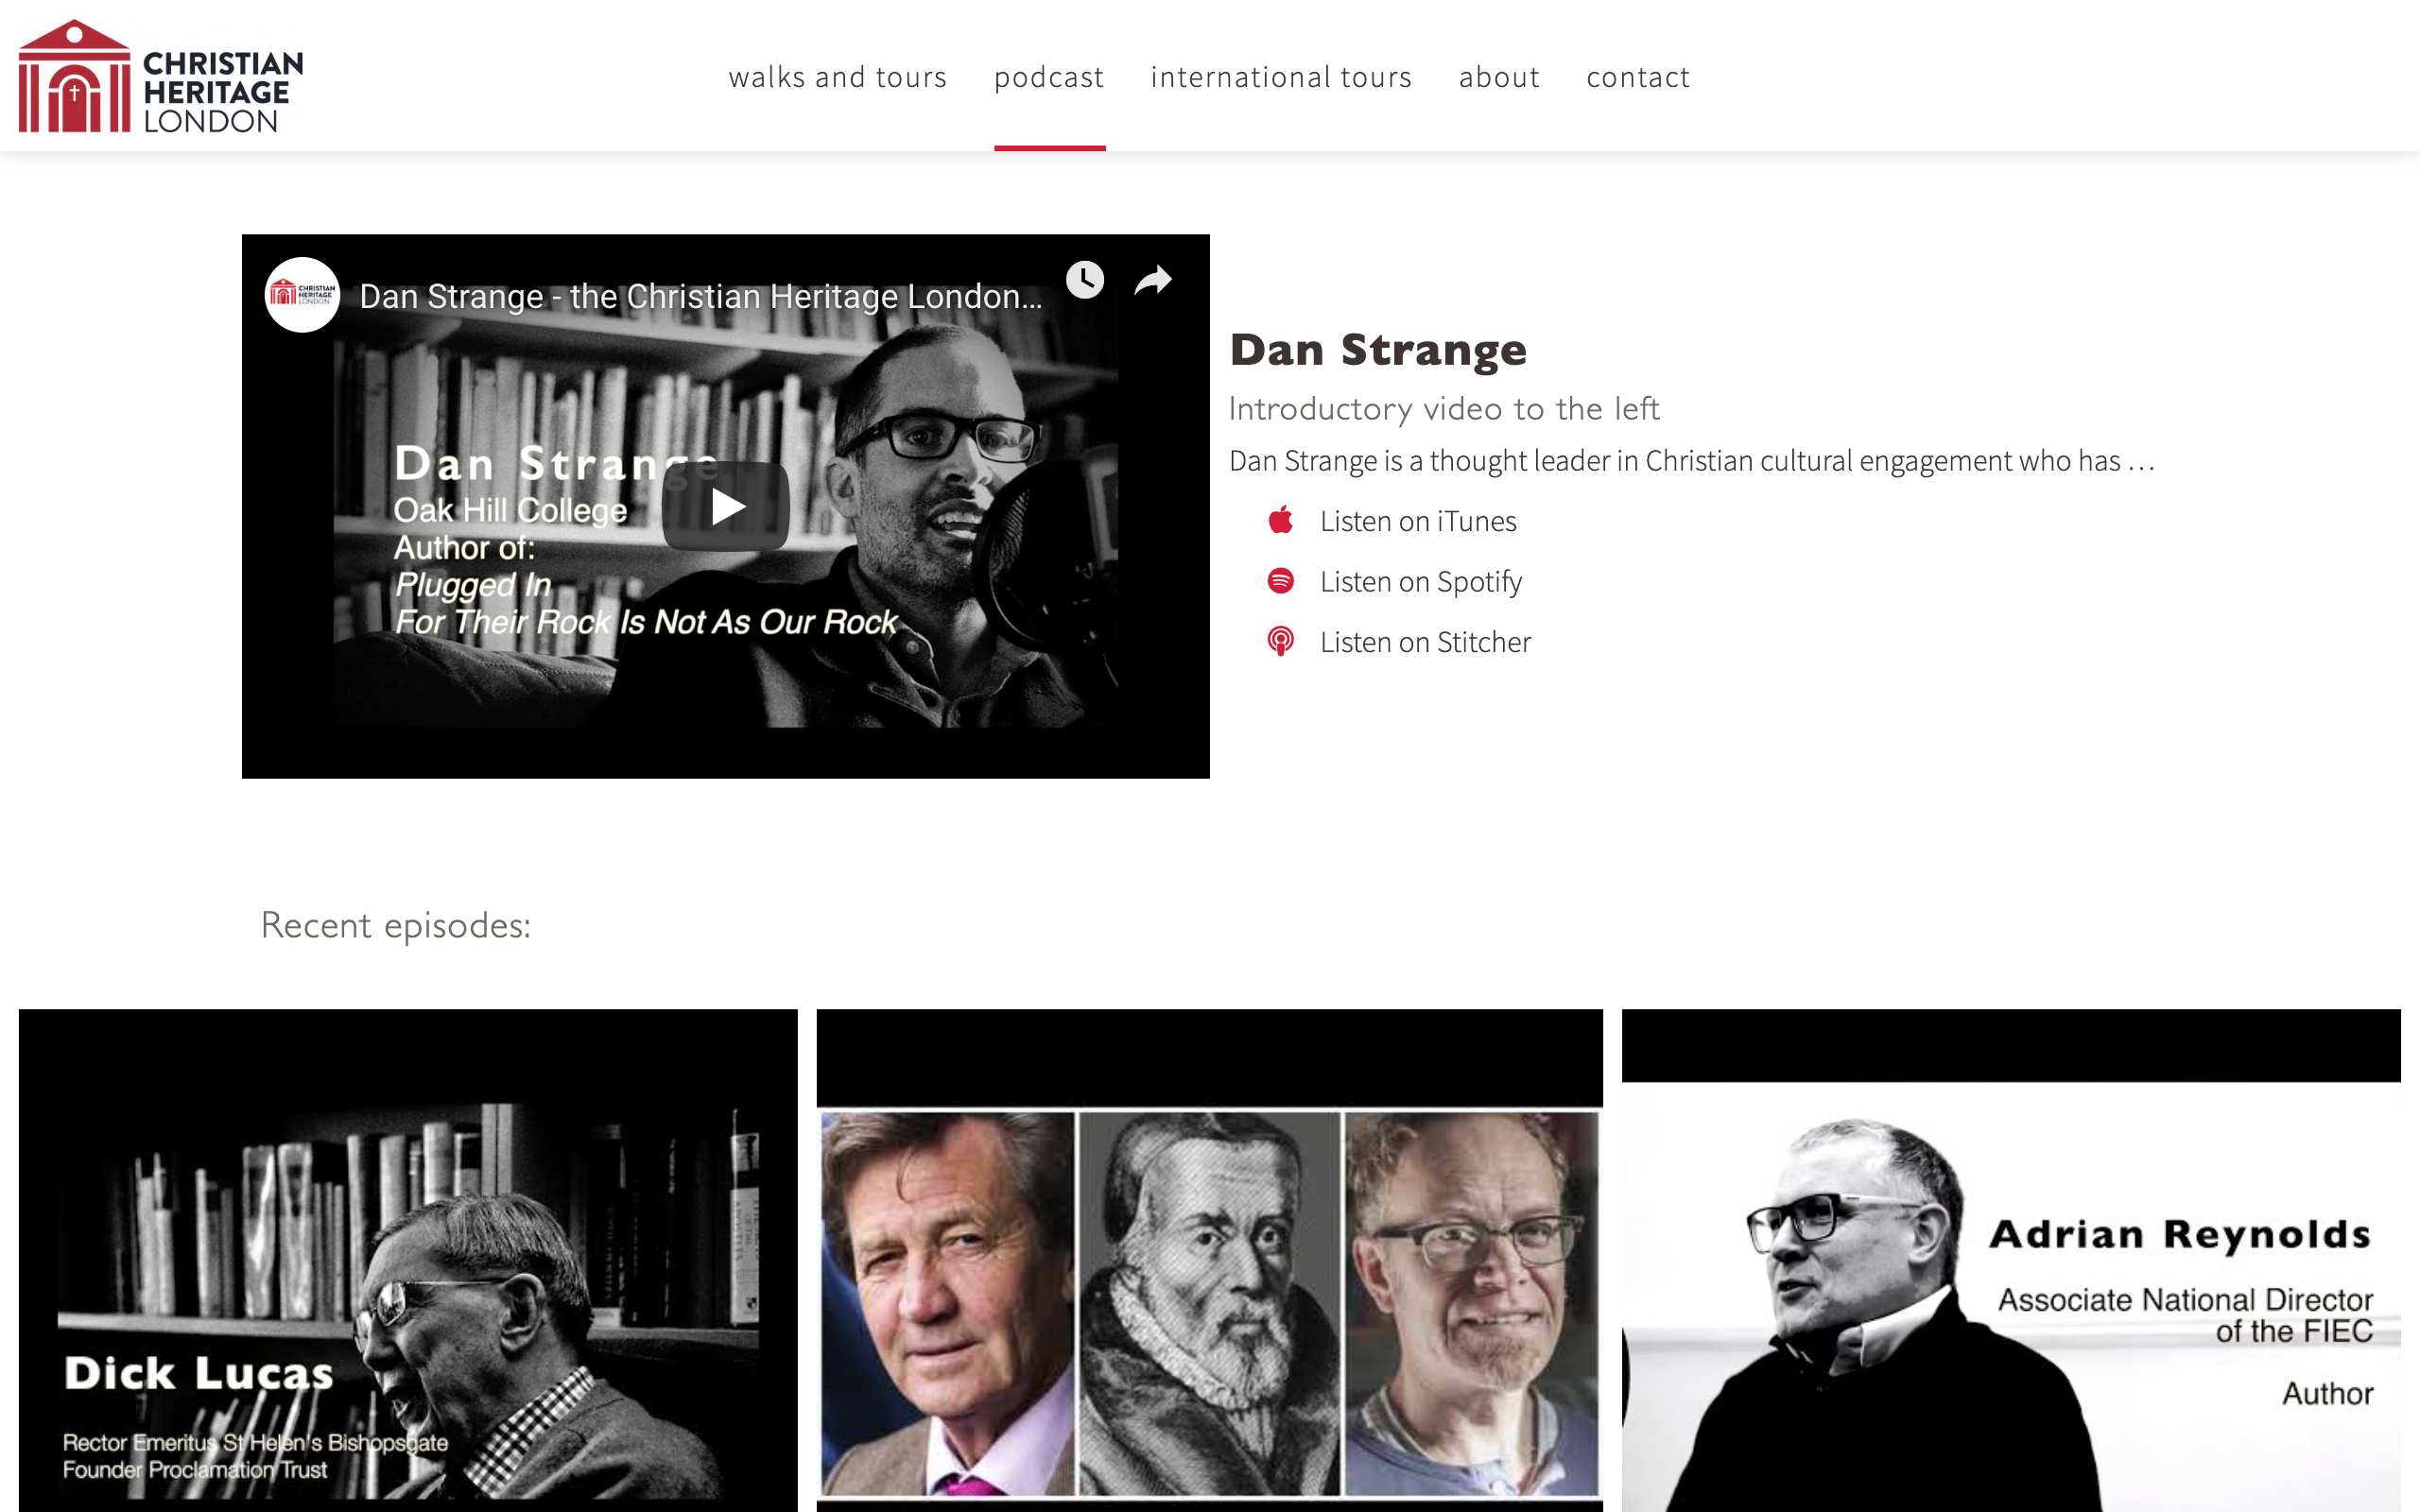 CHRISTIAN
HERITAGE
LONDON
walks and tours
podcast
international tours
about
contact
CHRISTIAN
HERITAGE
LONDON
Dan Strange - the Christian Heritage London...
Dan Strange
Oak Hill College
Author of:
Plugged In
For Their Rock Is Not As Our Rock
Dan Strange
Introductory video to the left
Dan Strange is a thought leader in Christian cultural engagement who has …
Listen on iTunes
Listen on Spotify
Listen on Stitcher
Recent episodes:
Dick Lucas
Rector Emeritus St Helen's Bishopsgate
Founder Proclamation Trust
Adrian Reynolds
Associate National Director
of the FIEC
Author